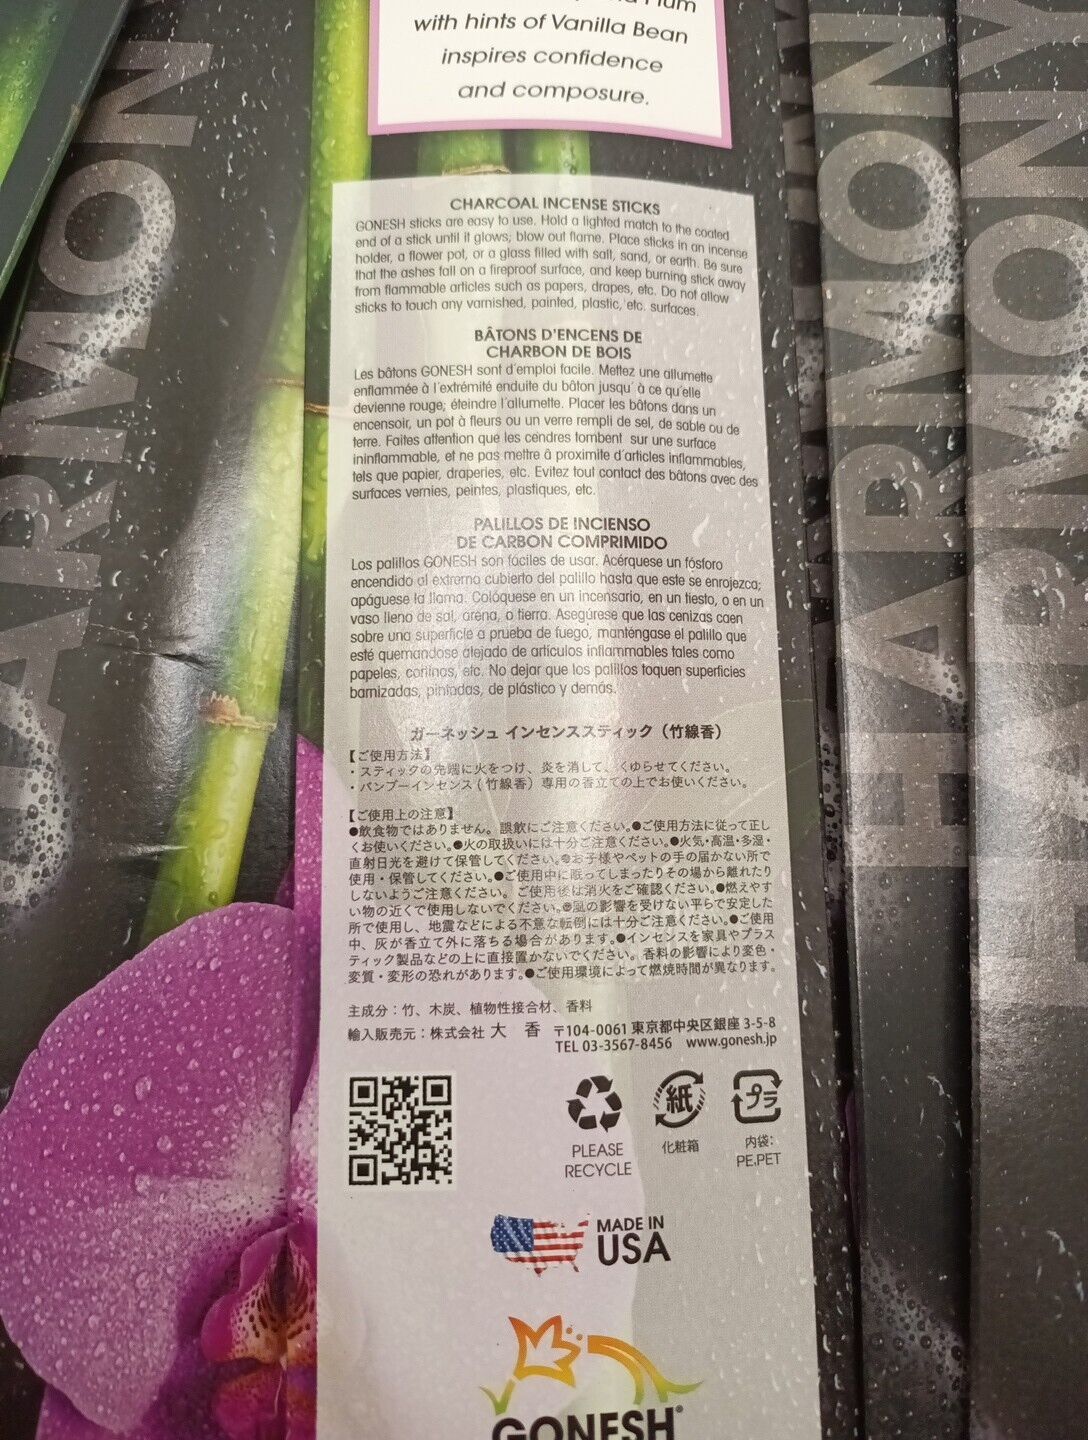 with hints of Vanilla Bean
inspires confidence
and composure.
CHARCOAL INCENSE STICKS
GONESH sticks are easy to use. Hold a lighted match to the coated
end of a stick until it glows; blow out flame. Place sticks in an incense
holder, a flower pot, or a glass filled with salt, sand, or earth. Be sure
that the ashes fall on a fireproof surface, and keep burning stick away
from flammable articles such as papers, drapes, etc. Do not allow
sticks to touch any varnished, painted, plastic, etc. surfaces.
BÂTONS D'ENCENS DE
CHARBON DE BOIS
Les bâtons GONESH sont d'emploi facile. Mettez une allumette
enflammée à l'extrémité enduite du bâton jusqu' à ce qu'elle
devienne rouge; éteindre l'allumette. Placer les bâtons dans un
encensoir, un pot à fleurs ou un verre rempli de sel, de sable ou de
terre. Faites attention que les cendres tombent sur une surface
ininflammable, et ne pas mettre à proximite d'articles inflammables,
tels que papier, draperies, etc. Evitez tout contact des bâtons avec des
surfaces vernies, peintes, plastiques, etc.
PALILLOS DE INCIENSO
DE CARBON COMPRIMIDO
Los palillos GONESH son fáciles de usar. Acérquese un fósforo
encendido al extremo cubierto del palillo hasta que este se enrojezca;
apáguese la llama. Colóquese en un incensario, en un tiesto, o en un
vaso lleno de sal, arena, o tierra. Asegúrese que las cenizas caen
sobre una superficie a prueba de fuego, manténgase el palillo que
esté quemandose alejado de artículos inflammables tales como
papeles, cortinas, etc. No dejar que los palillos toquen superficies
barnizadas, pintadas, de plástico y demás.
ガーネッシュ インセンススティック（竹線香）
【ご使用方法】
・スティックの先端に火をつけ、炎を消して、くゆらせてください。
・バンブーインセンス（竹線香）専用の香立ての上でお使いください。
【ご使用上の注意】
●飲食物ではありません。誤飲にご注意ください。●ご使用方法に従って正し
くお使いください。●火の取扱いには十分ご注意ください。●火気・高温・多湿・
直射日光を避けて保管してください。●お子様やペットの手の届かない所で
使用・保管してください。●ご使用中に眠ってしまったりその場から離れたり
しないようご注意ください。ご使用後は消火をご確認ください。●燃えやす
い物の近くで使用しないでください。●風の影響を受けない平らで安定した
所で使用し、地震などによる不意な転倒には十分ご注意ください。●ご使用
中、灰が香立て外に落ちる場合があります。●インセンスを家具やプラス
ティック製品などの上に直接置かないでください。香料の影響により変色・
変質・変形の恐れがあります。●ご使用環境によって燃焼時間が異なります。
主成分：竹、木炭、植物性接合材、香料
輸入販売元：株式会社 大 香 〒104-0061 東京都中央区銀座 3-5-8
TEL 03-3567-8456 www.gonesh.jp
PLEASE
RECYCLE
紙
化粧箱
プラ
内袋:
PE.PET
MADE IN
USA
GONESH®
HARMONY
HARMON
ARMON